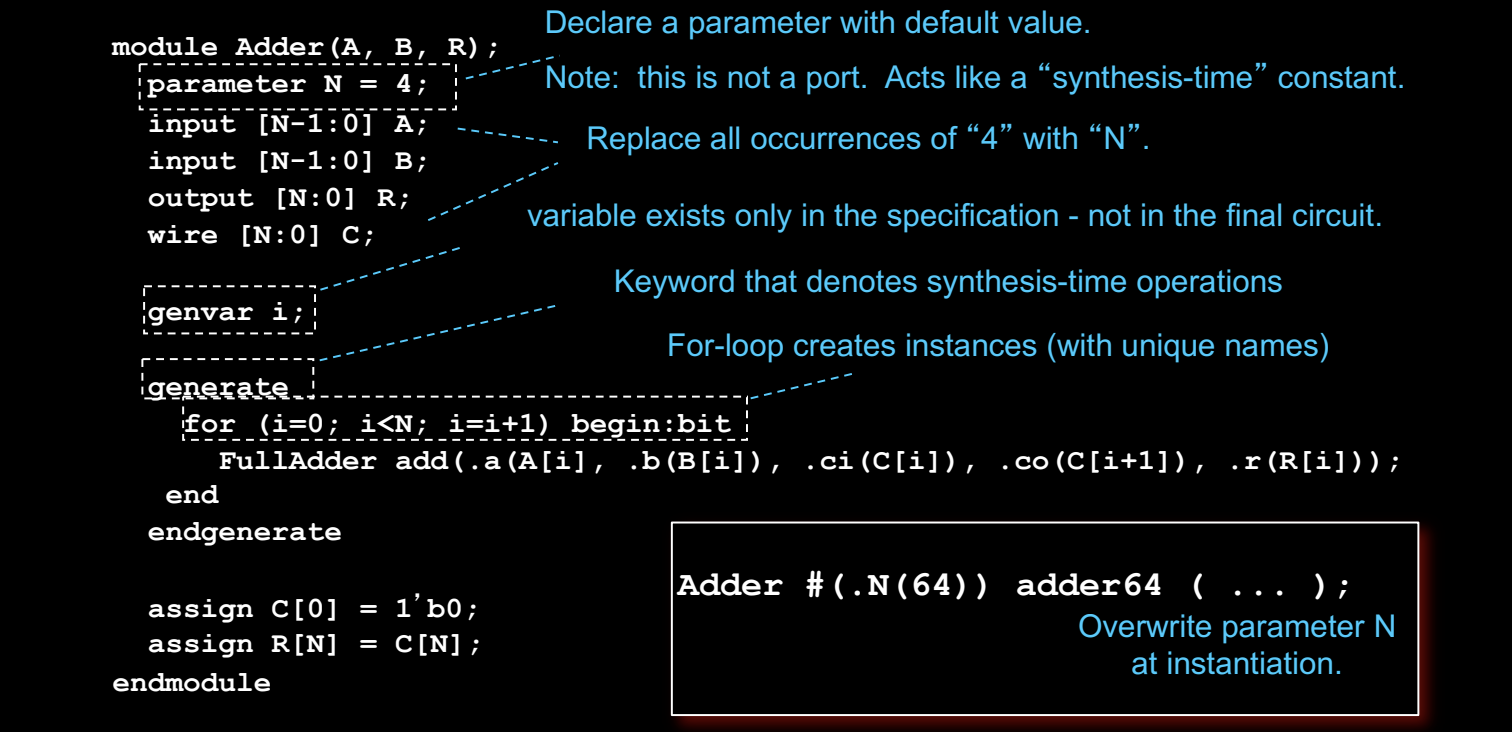 Declare a parameter with default value.
module Adder(A, B, R);
parameter N = 4;
Note: this is not a port. Acts like a “synthesis-time” constant.
input [N-1:0] A;
Replace all occurrences of “4” with “N”.
input [N-1:0] B;
output [N:0] R;
variable exists only in the specification - not in the final circuit.
wire [N:0] C;
Keyword that denotes synthesis-time operations
genvar i;
For-loop creates instances (with unique names)
generate
for (i=0; i<N; i=i+1) begin:bit
FullAdder add(.a(A[i], .b(B[i]), .ci(C[i]), .co(C[i+1]), .r(R[i]));
end
endgenerate
Adder #(.N(64)) adder64 ( ... );
assign C[0] = 1’b0;
Overwrite parameter N
assign R[N] = C[N];
at instantiation.
endmodule